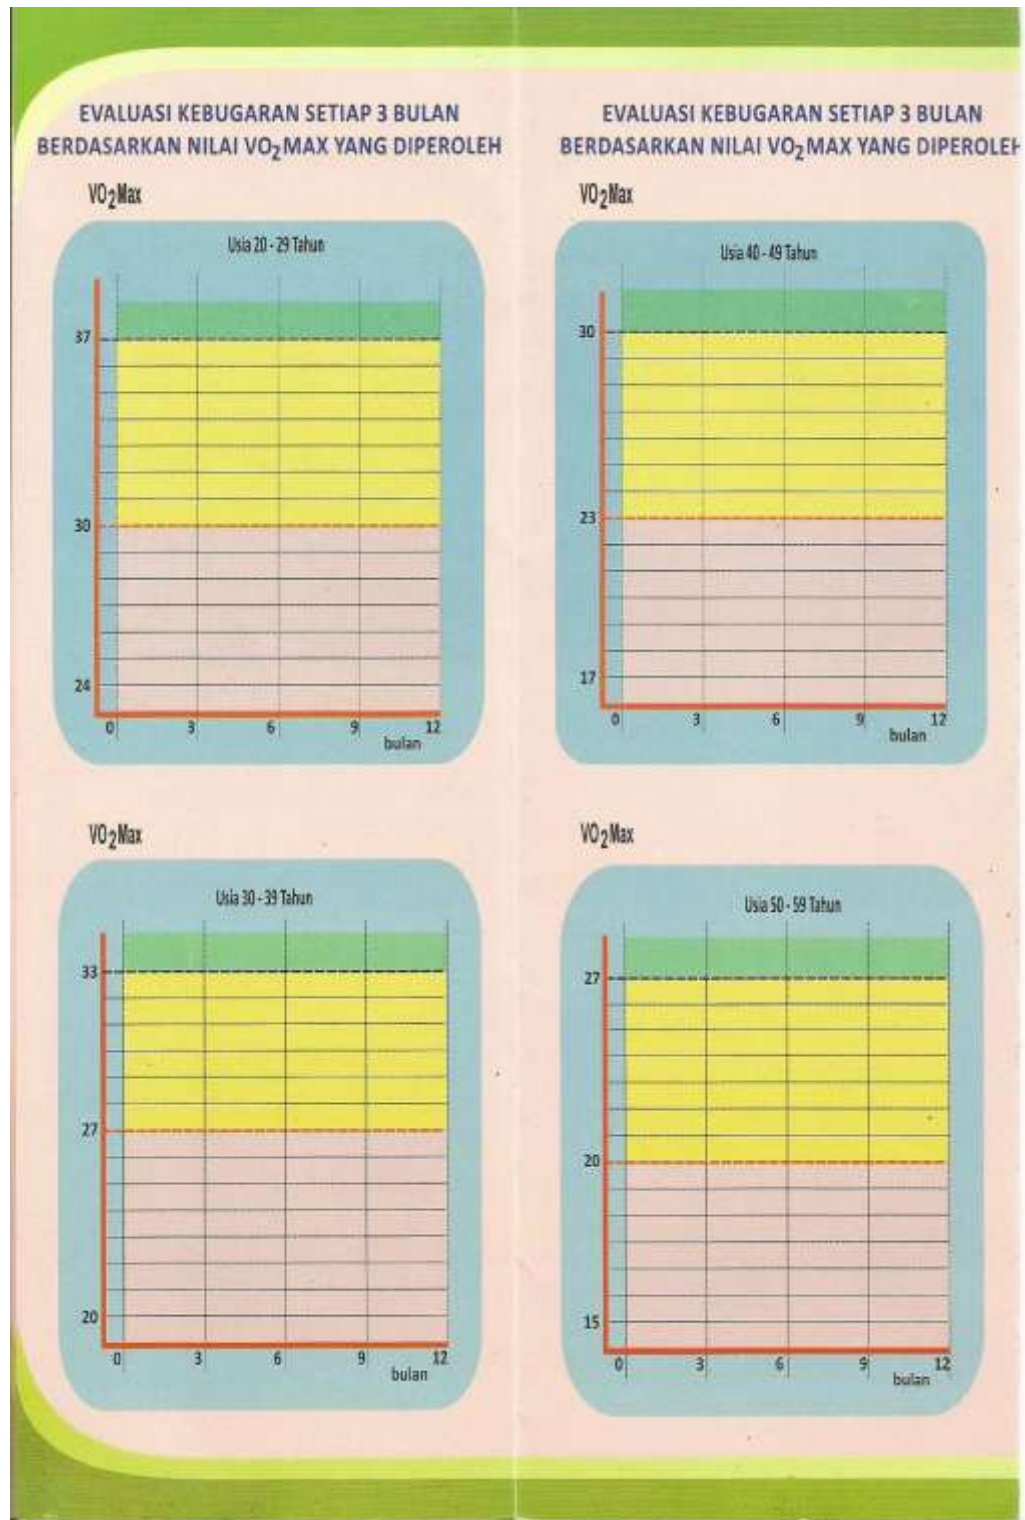 EVALUASI KEBUGARAN SETIAP 3 BULAN
BERDASARKAN NILAI VO2MAX YANG DIPEROLEH
VO2Max
Usia 20 - 29 Tahun
37
30
24
0 3 6 9 12
bulan
VO2Max
Usia 30 - 39 Tahun
33
27
20
0 3 6 9 12
bulan
EVALUASI KEBUGARAN SETIAP 3 BULAN
BERDASARKAN NILAI VO2MAX YANG DIPEROLEH
VO2Max
Usia 40 - 49 Tahun
30
23
17
0 3 6 9 12
bulan
VO2Max
Usia 50 - 59 Tahun
27
20
15
0 3 6 9 12
bulan